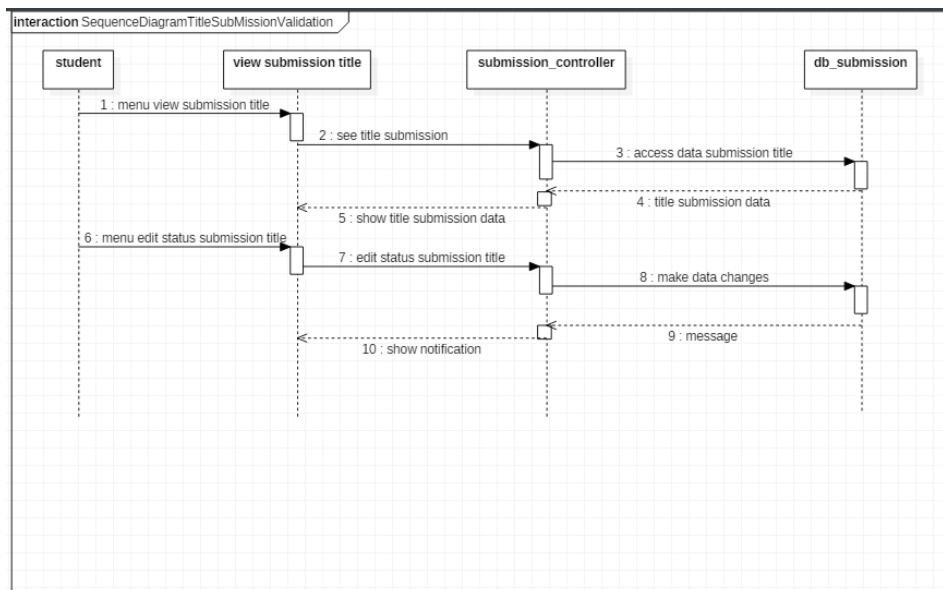 interaction SequenceDiagramTitleSubMissionValidation
student
view submission title
submission_controller
db_submission
1 : menu view submission title
2 : see title submission
3 : access data submission title
4 : title submission data
5 : show title submission data
6 : menu edit status submission title
7 : edit status submission title
8 : make data changes
9 : message
10 : show notification